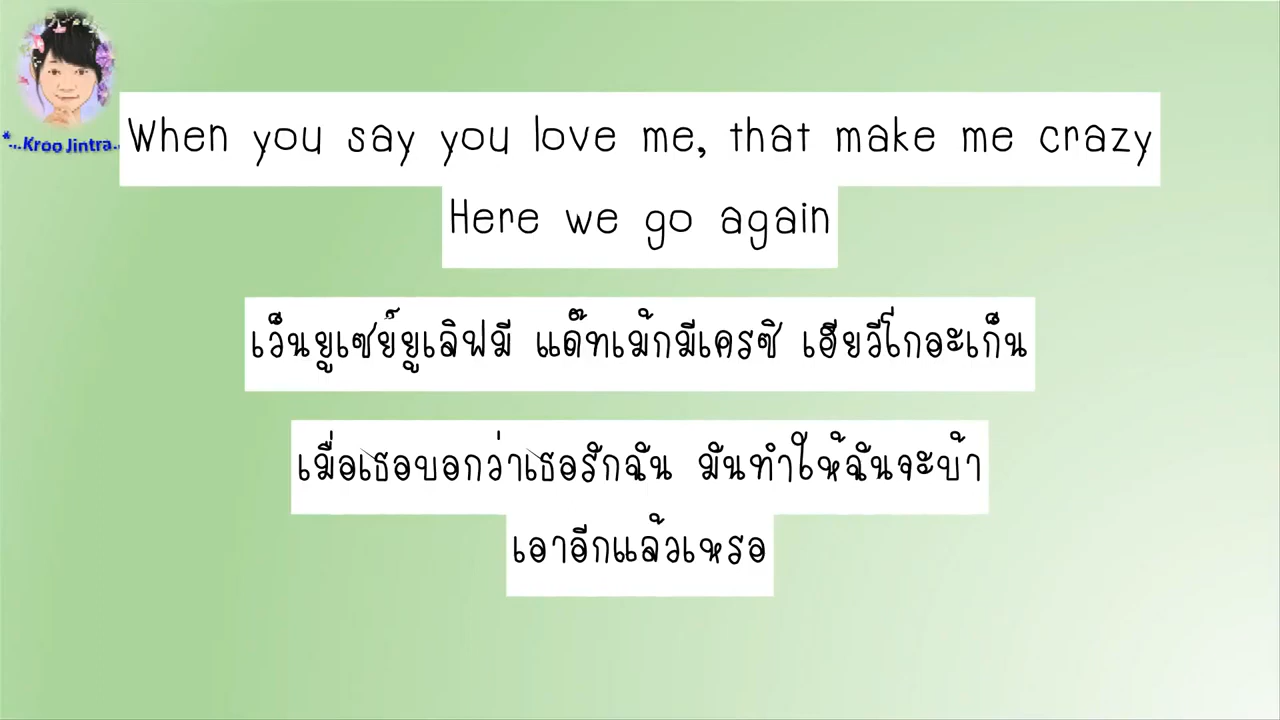 *...Kroo Jintra..
When you say you love me, that make me crazy
Here we go again
เว็นยูเซย์ยูเลิฟมี แด๊ทเม้กมีเครซิ เฮียวีโกอะเก็น
เมื่อเธอบอกว่าเธอรักฉัน มันทำให้ฉันจะบ้า
เอาอีกแล้วเหรอ